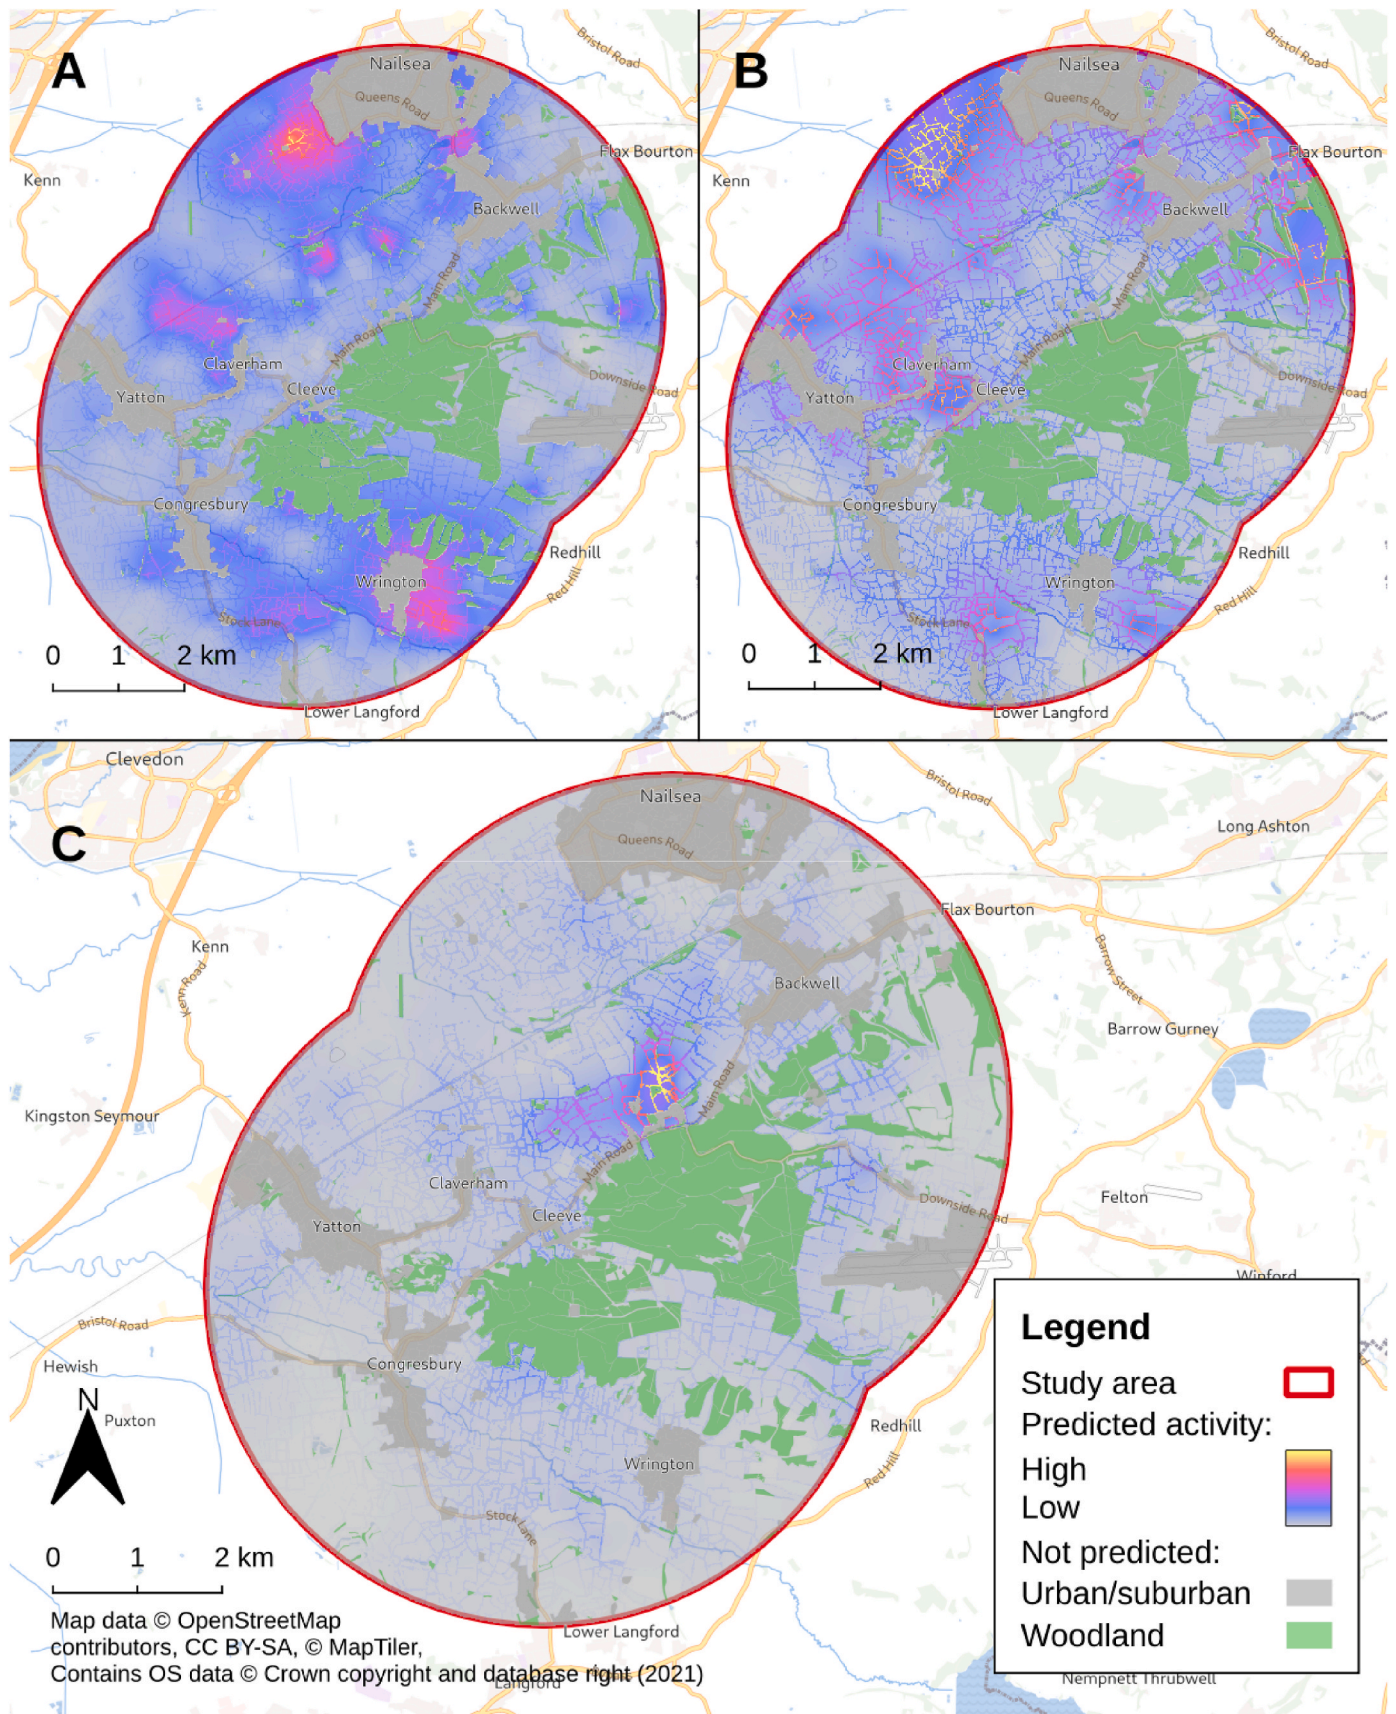 A
Nailsea
Queens Road
Bristol Road
Flax Bourton
Kenn
Backwell
Main Road
Main Road
Claverham
Cleeve
Yatton
Downside Road
Congresbury
Redhill
Wrington
Red Hill
Stock Lane
0 1 2 km
Lower Langford
B
Nailsea
Queens Road
Bristol Road
Flax Bourton
Kenn
Backwell
Main Road
Main Road
Claverham
Cleeve
Yatton
Downside Road
Congresbury
Redhill
Wrington
Red Hill
Stock Lane
0 1 2 km
Lower Langford
C
Clevedon
Nailsea
Bristol Road
Long Ashton
Queens Road
Flax Bourton
Kenn
Barrow Street
Kenn Road
Backwell
Barrow Gurney
Main Road
Kingston Seymour
Main Road
Claverham
Felton
Downside Road
Cleeve
Yatton
Winford
Bristol Road
Hewish
Congresbury
N
Puxton
Redhill
Wrington
Red Hill
Stock Lane
0 1 2 km
Lower Langford
Langford
Nempnett Thrubwell
Map data © OpenStreetMap
contributors, CC BY-SA, © MapTiler,
Contains OS data © Crown copyright and database right (2021)
Legend
Study area
Predicted activity:
High
Low
Not predicted:
Urban/suburban
Woodland